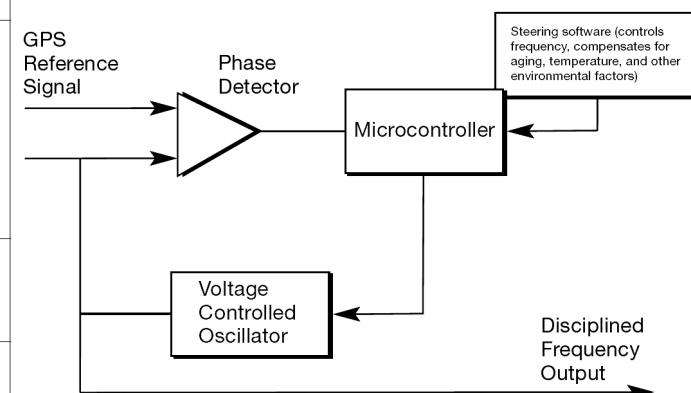 GPS
Reference
Signal
Phase
Detector
Steering software (controls
frequency, compensates for
aging, temperature, and other
environmental factors)
Microcontroller
Voltage
Controlled
Oscillator
Disciplined
Frequency
Output